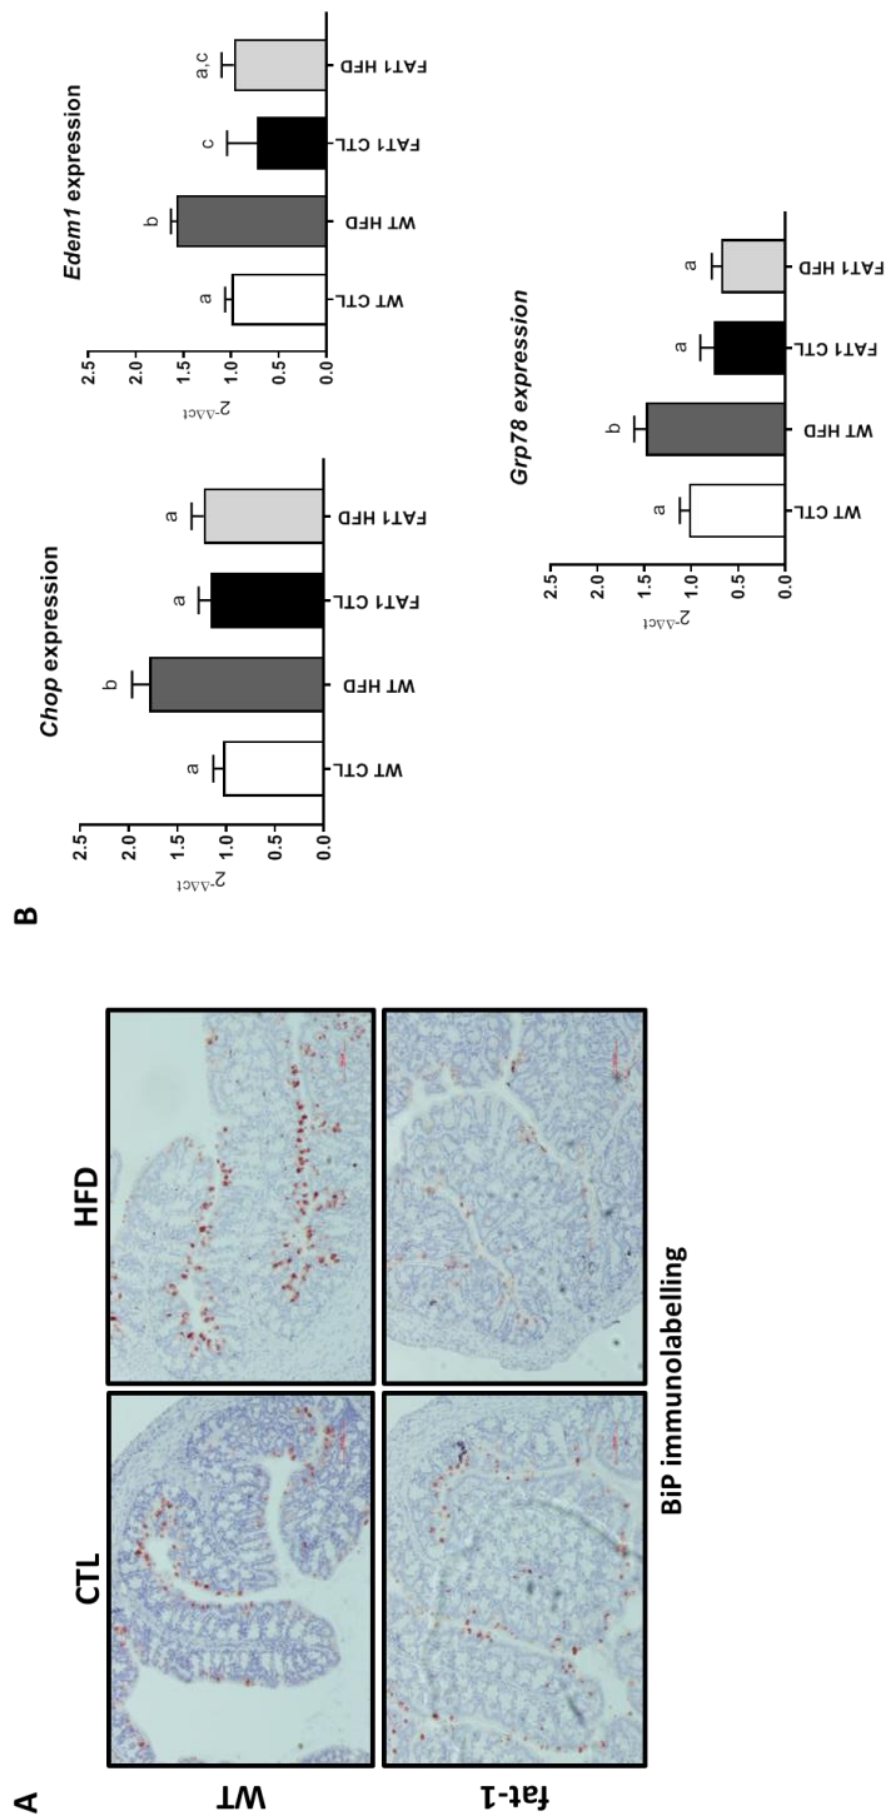 A
CTL
HFD
WT
fat-1
BiP immunolabelling
B
Chop expression
2.5
2.0
1.5
1.0
0.5
0.0
2-ΔΔct
a
b
a
a
WT CTL
WT HFD
FAT1 CTL
FAT1 HFD
Edem1 expression
2.5
2.0
1.5
1.0
0.5
0.0
2-ΔΔct
a
b
c
a,c
WT CTL
WT HFD
FAT1 CTL
FAT1 HFD
Grp78 expression
2.5
2.0
1.5
1.0
0.5
0.0
2-ΔΔct
a
b
a
a
WT CTL
WT HFD
FAT1 CTL
FAT1 HFD